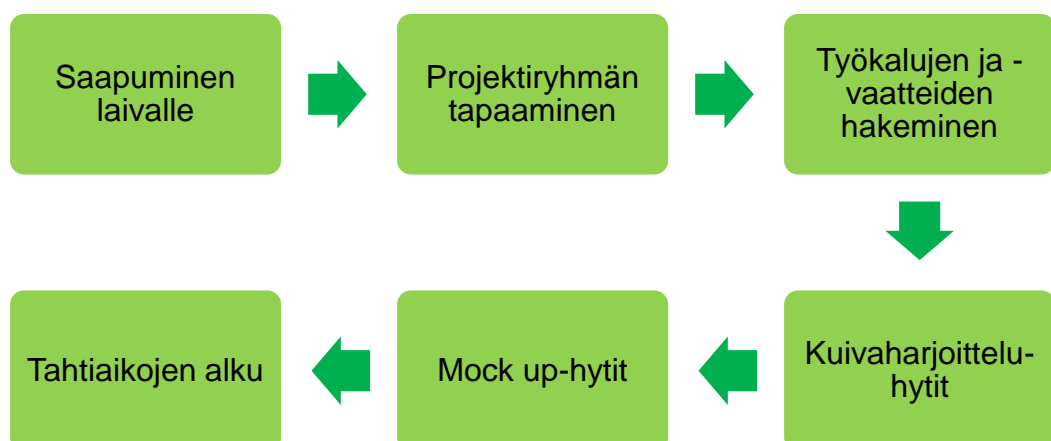 Saapuminen
laivalle
Projektiryhmän
tapaaminen
Työkalujen ja -
vaatteiden
hakeminen
Kuivaharjoittelu-
hytit
Mock up-hytit
Tahtiaikojen alku